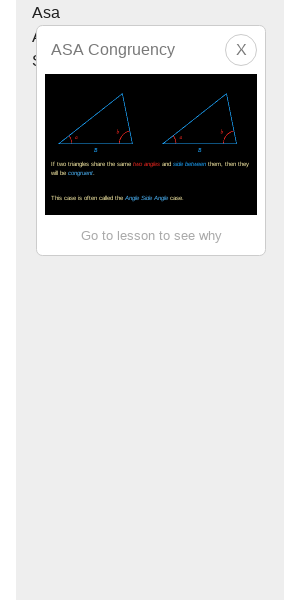 Asa
ASA Congruency
X
B
B
If two triangles share the same two angles and side between them, then they
will be congruent.
This case is often called the Angle Side Angle case.
Go to lesson to see why